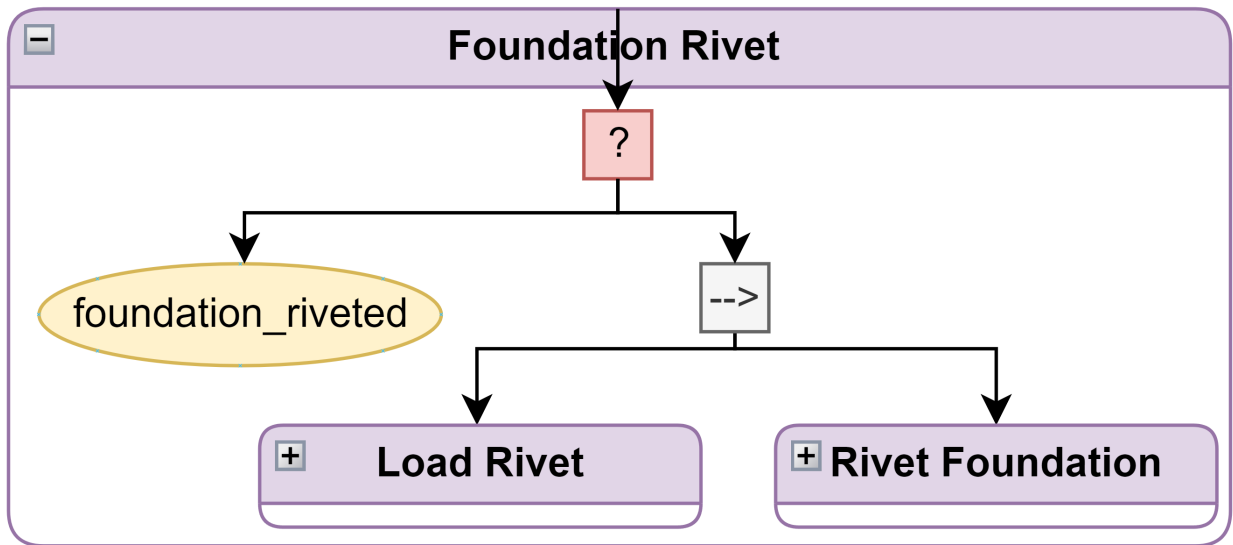 Foundation Rivet
?
foundation_riveted
-->
Load Rivet
Rivet Foundation